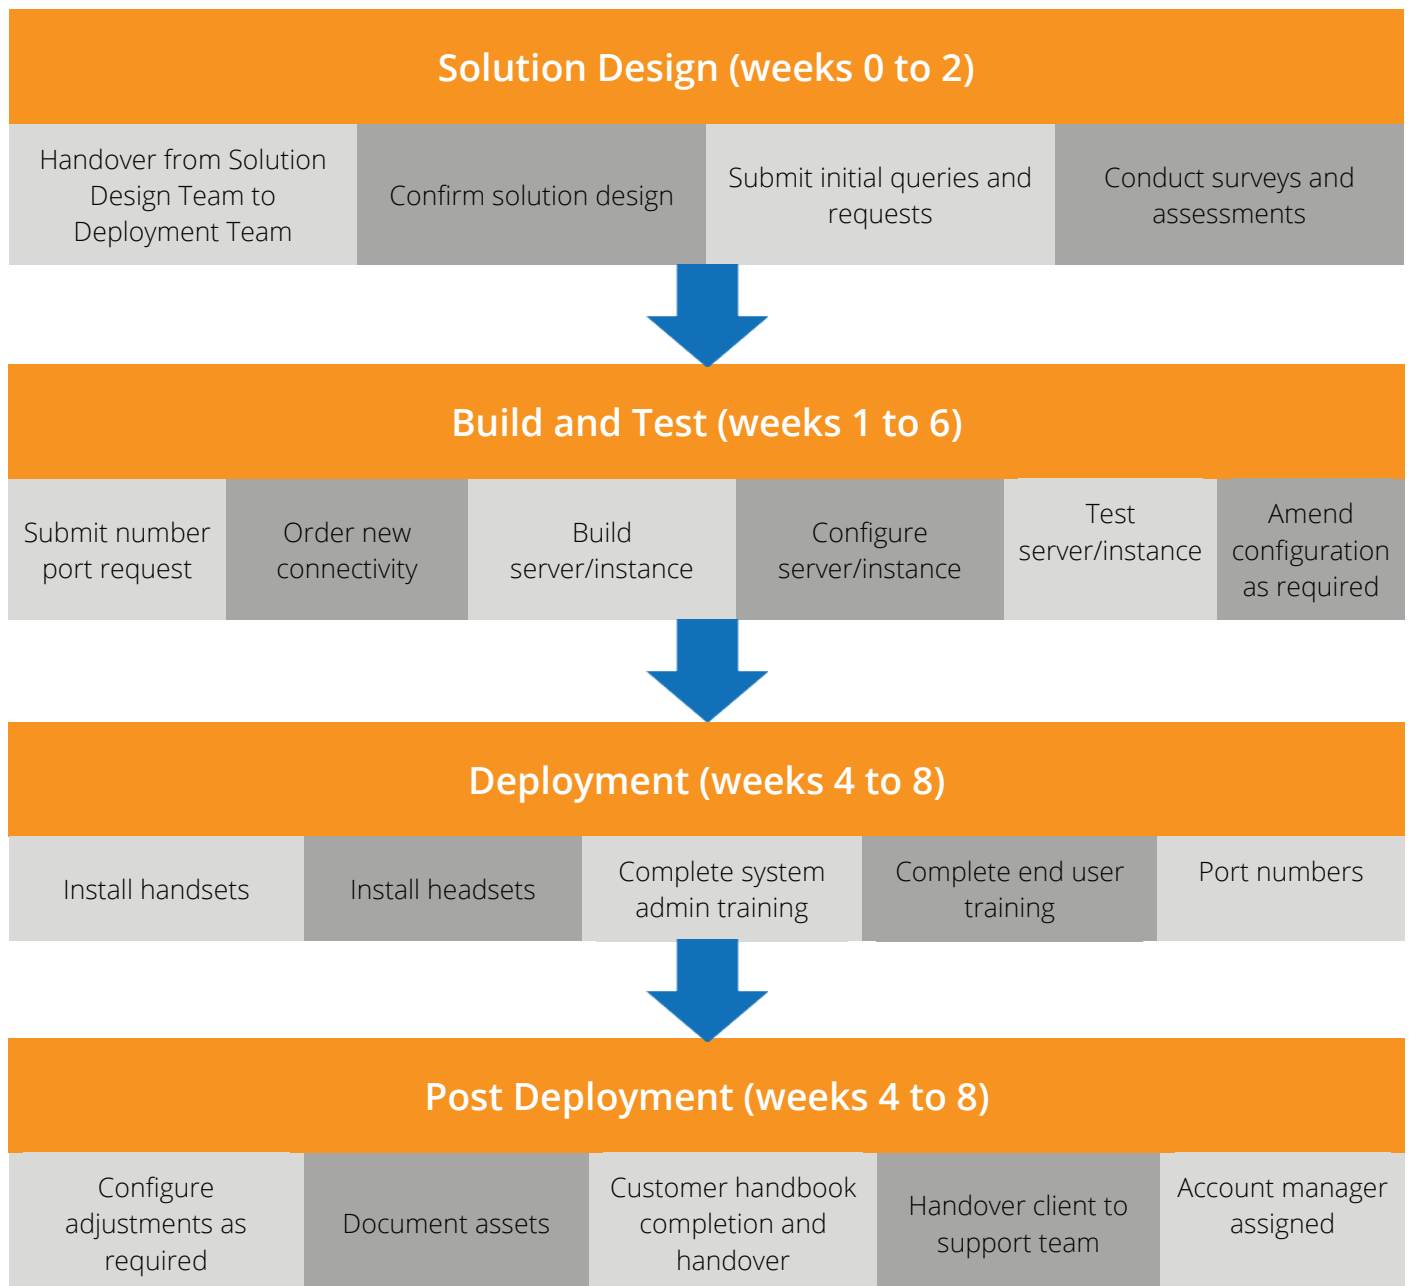 Solution Design (weeks 0 to 2)
Handover from Solution
Design Team to
Deployment Team
Confirm solution design
Submit initial queries and
requests
Conduct surveys and
assessments
Build and Test (weeks 1 to 6)
Submit number
port request
Order new
connectivity
Build
server/instance
Configure
server/instance
Test
server/instance
Amend
configuration
as required
Deployment (weeks 4 to 8)
Install handsets
Install headsets
Complete system
admin training
Complete end user
training
Port numbers
Post Deployment (weeks 4 to 8)
Configure
adjustments as
required
Document assets
Customer handbook
completion and
handover
Handover client to
support team
Account manager
assigned